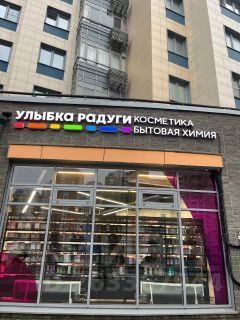 УЛЫБКА РАДУГИ КОСМЕТИКА
БЫТОВАЯ ХИМИЯ